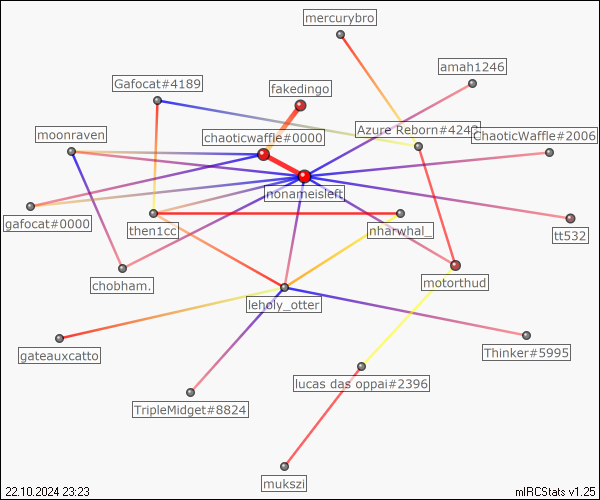 mercurybro
amah1246
Gafocat#4189
fakedingo
chaoticwaffle#0000
Azure Reborn#4240
ChaoticWaffle#2006
moonraven
nonameisleft
gafocat#0000
then1cc
nharwhal_
tt532
chobham.
motorthud
leholy_otter
gateauxcatto
Thinker#5995
lucas das oppai#2396
TripleMidget#8824
mukszi
22.10.2024 23:23
mIRCStats v1.25